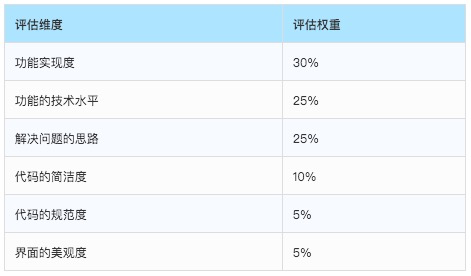 评估维度 评估权重
功能实现度 30%
功能的技术水平 25%
解决问题的思路 25%
代码的简洁度 10%
代码的规范度 5%
界面的美观度 5%